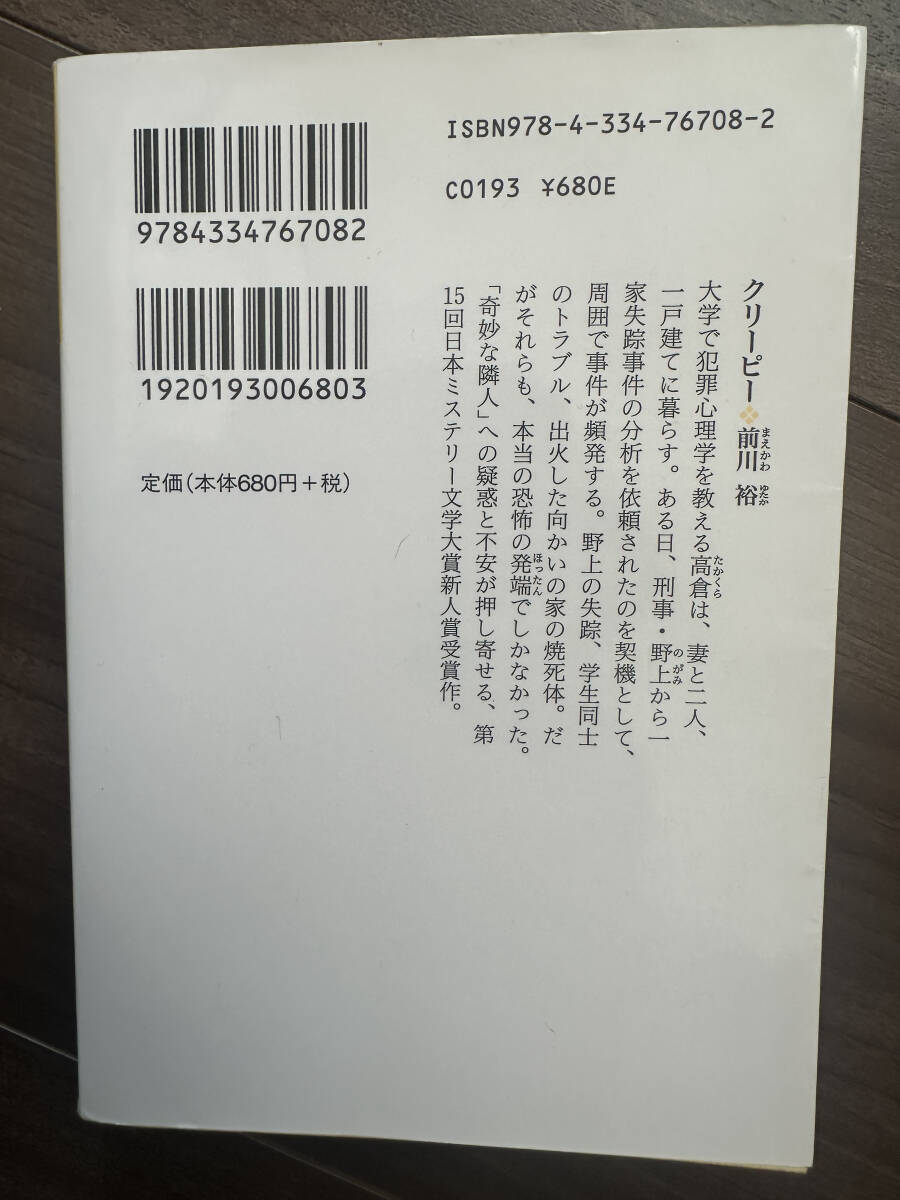 ISBN978-4-334-76708-2
C0193 ¥680E
9784334767082
1920193006803
定価(本体680円+税)
クリーピー❖前川 裕
まえかわ ゆたか
大学で犯罪心理学を教える高倉は、妻と二人、
たかくら
一戸建てに暮らす。ある日、刑事・野上から一
のがみ
家失踪事件の分析を依頼されたのを契機として、
周囲で事件が頻発する。野上の失踪、学生同士
のトラブル、出火した向かいの家の焼死体。だ
がそれらも、本当の恐怖の発端でしかなかった。
ほったん
「奇妙な隣人」への疑惑と不安が押し寄せる、第
15回日本ミステリー文学大賞新人賞受賞作。